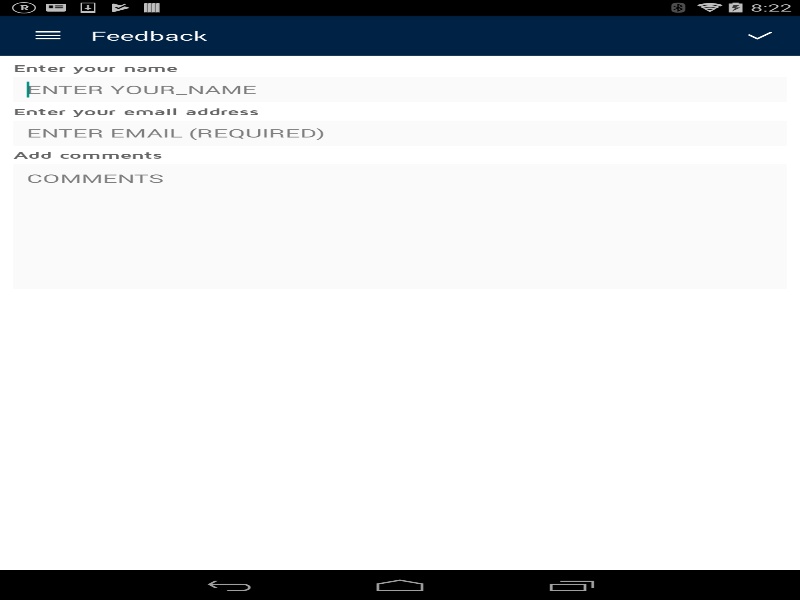 R 8:22
Feedback
Enter your name
ENTER YOUR_NAME
Enter your email address
ENTER EMAIL (REQUIRED)
Add comments
COMMENTS